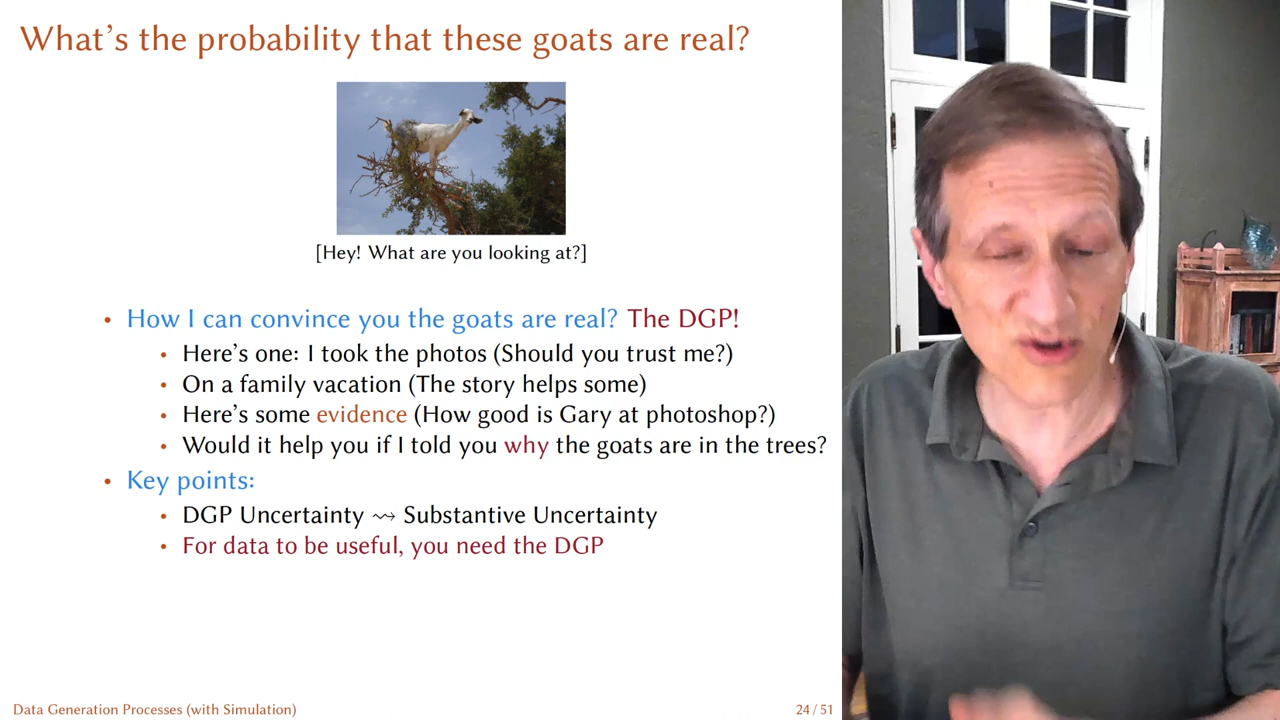 What's the probability that these goats are real?
[Hey! What are you looking at?]
• How I can convince you the goats are real? The DGP!
• Here's one: I took the photos (Should you trust me?)
• On a family vacation (The story helps some)
• Here's some evidence (How good is Gary at photoshop?)
• Would it help you if I told you why the goats are in the trees?
• Key points:
• DGP Uncertainty ⇝ Substantive Uncertainty
• For data to be useful, you need the DGP
Data Generation Processes (with Simulation)
24 / 51